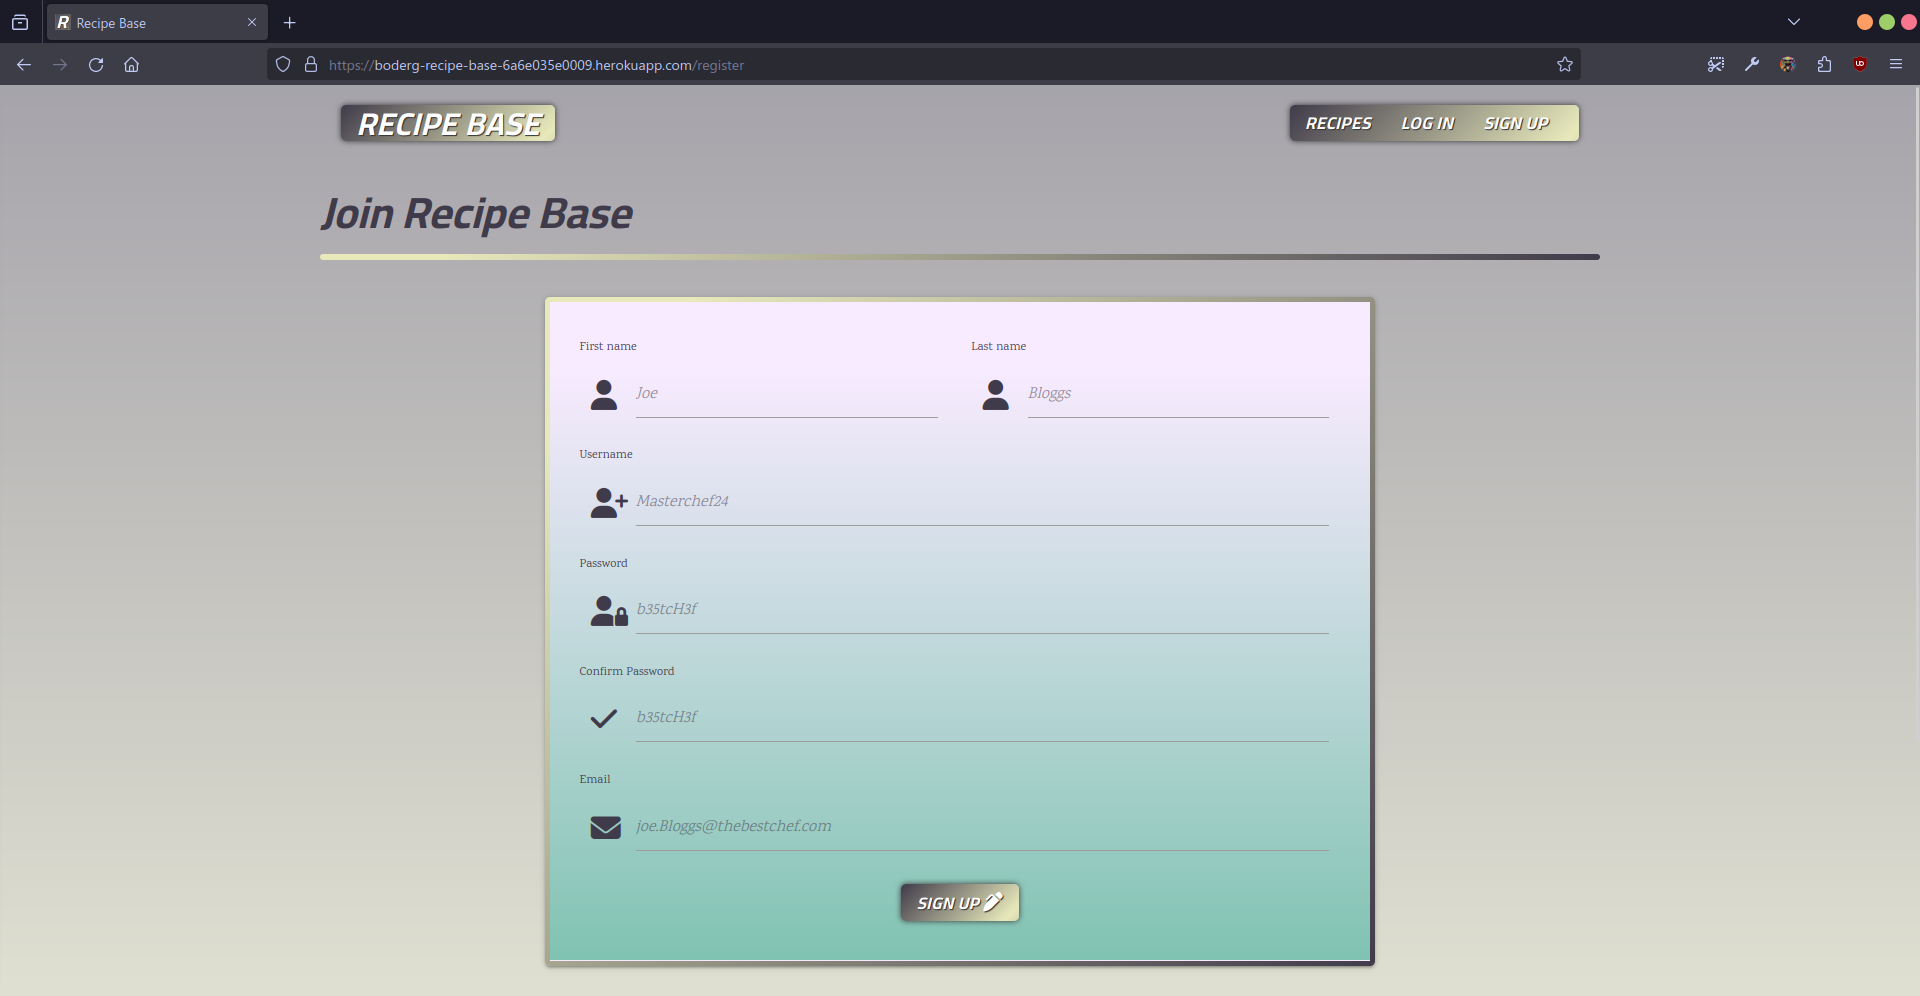 Recipe Base
https://boderg-recipe-base-6a6e035e0009.herokuapp.com/register
RECIPE BASE
RECIPES LOG IN SIGN UP
Join Recipe Base
First name Last name
Joe Bloggs
Username
Masterchef24
Password
b35tcH3f
Confirm Password
b35tcH3f
Email
joe.Bloggs@thebestchef.com
SIGN UP